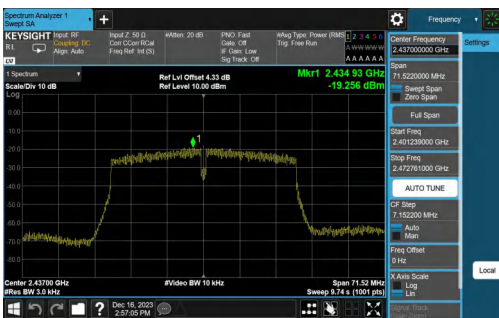 Spectrum Analyzer 1
Swept SA
Frequency
KEYSIGHT
Input: RF
Coupling: DC
Align: Auto
Input Z: 50 Ω
Corr CCorr RCal
Freq Ref: Int (S)
#Atten: 20 dB
PNO: Fast
Gate: Off
IF Gain: Low
Sig Track: Off
#Avg Type: Power (RMS
Trig: Free Run
1 2 3 4 5 6
A W W W W W
A A A A A A
RL
LXI
1 Spectrum
Scale/Div 10 dB
Log
Ref Lvl Offset 4.33 dB
Ref Level 10.00 dBm
Mkr1 2.434 93 GHz
-19.256 dBm
0.00
-10.0
-20.0
-30.0
-40.0
-50.0
-60.0
-70.0
-80.0
1
Center 2.43700 GHz
#Res BW 3.0 kHz
#Video BW 10 kHz
Span 71.52 MHz
Sweep 9.74 s (1001 pts)
Dec 16, 2023
2:57:05 PM
Center Frequency
2.437000000 GHz
Settings
Span
71.5220000 MHz
Swept Span
Zero Span
Full Span
Start Freq
2.401239000 GHz
Stop Freq
2.472761000 GHz
AUTO TUNE
CF Step
7.152200 MHz
Auto
Man
Freq Offset
0 Hz
X Axis Scale
Log
Lin
Local
Signal Track